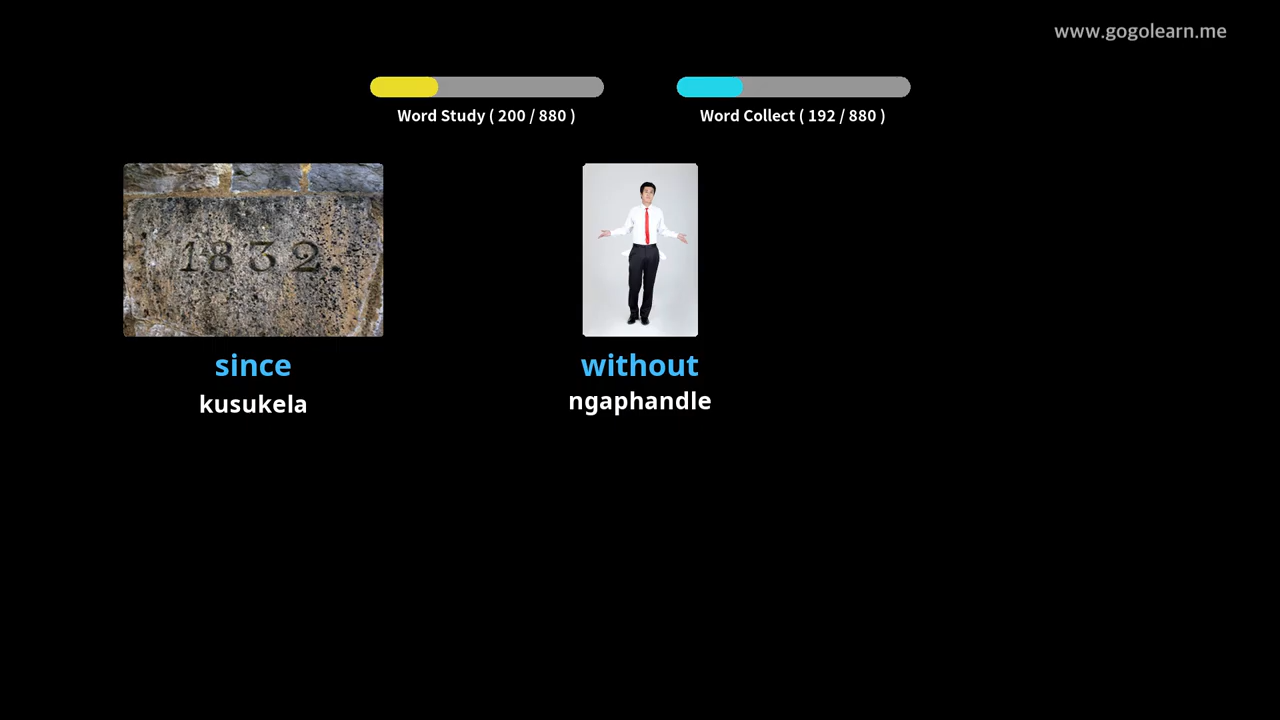 www.gogolearn.me
Word Study ( 200 / 880 )
Word Collect ( 192 / 880 )
1832.
since
kusukela
without
ngaphandle